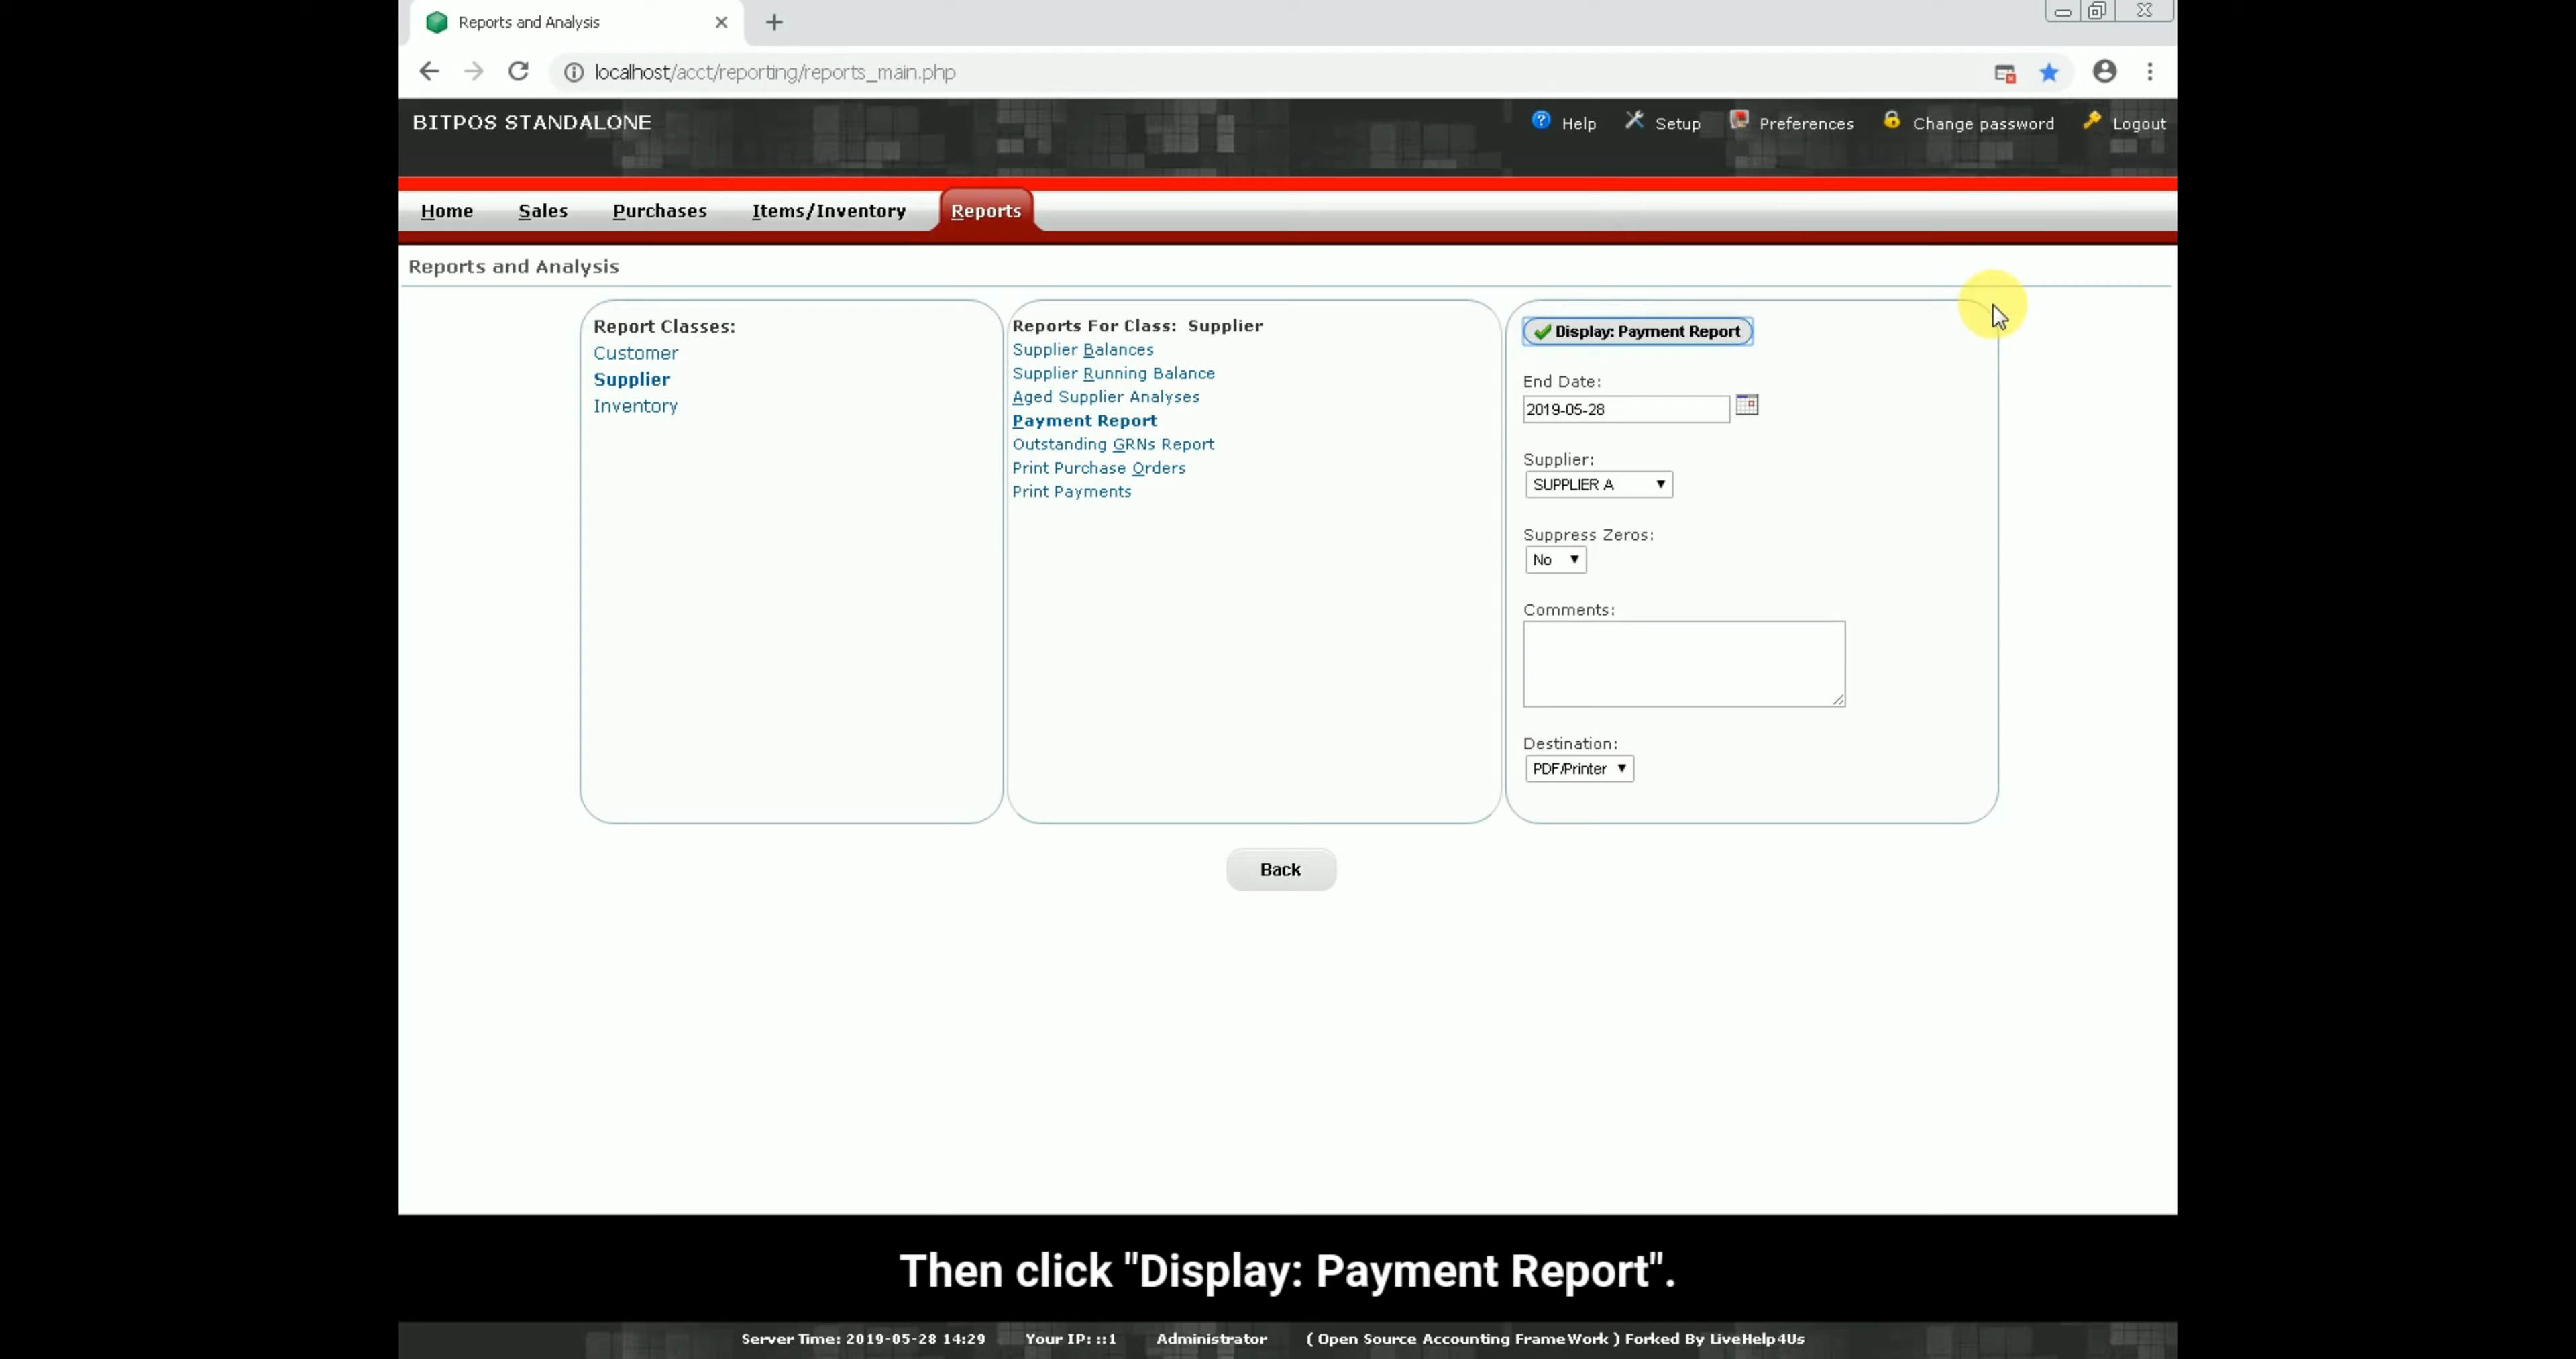 Reports and Analysis
localhost/acct/reporting/reports_main.php
BITPOS STANDALONE
Help
Setup
Preferences
Change password
Logout
Home
Sales
Purchases
Items/Inventory
Reports
Reports and Analysis
Report Classes:
Customer
Supplier
Inventory
Reports For Class: Supplier
Supplier Balances
Supplier Running Balance
Aged Supplier Analyses
Payment Report
Outstanding GRNs Report
Print Purchase Orders
Print Payments
Display: Payment Report
End Date:
2019-05-28
Supplier:
SUPPLIER A
Suppress Zeros:
No
Comments:
Destination:
PDF/Printer
Back
Then click "Display: Payment Report".
Server Time: 2019-05-28 14:29 Your IP: ::1 Administrator ( Open Source Accounting FrameWork ) Forked By LiveHelp4Us